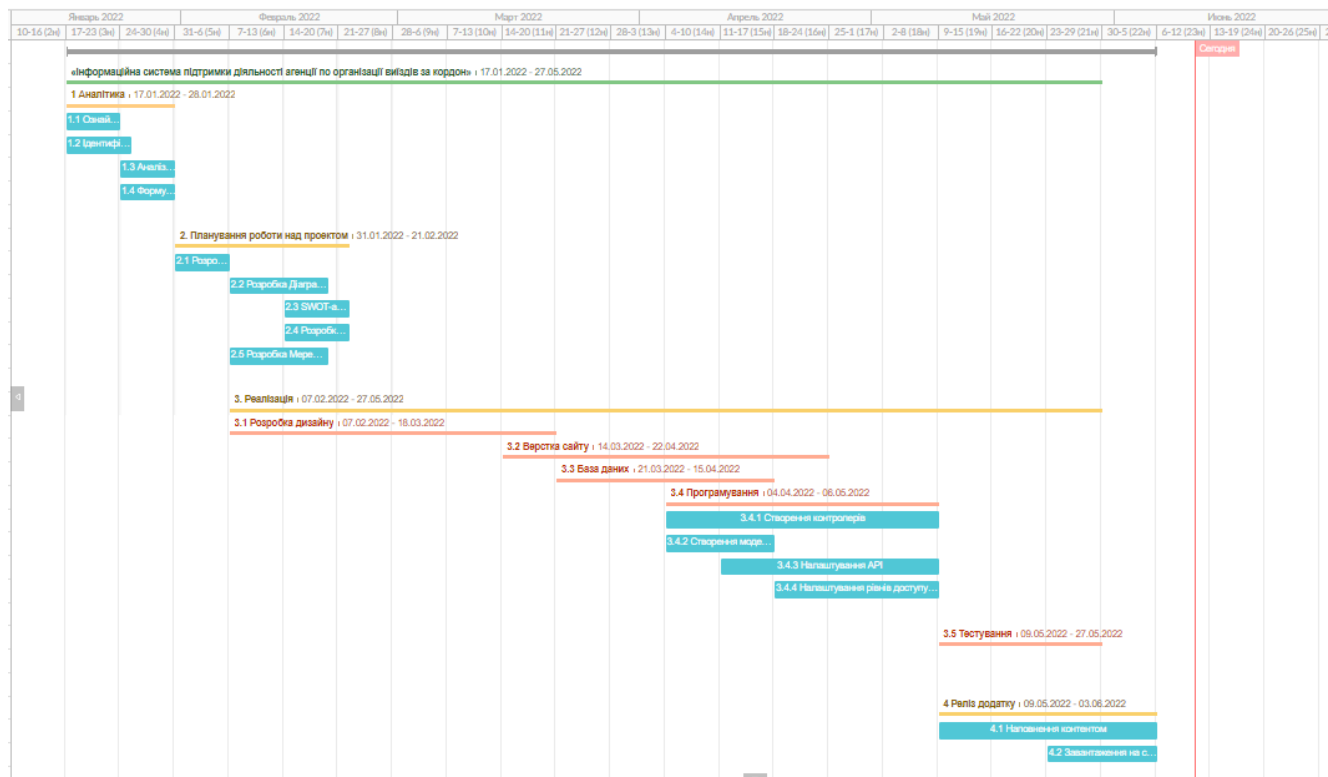 Январь 2022 Февраль 2022 Март 2022 Апрель 2022 Май 2022 Июнь 2022
10-16 (2н) 17-23 (3н) 24-30 (4н) 31-6 (5н) 7-13 (6н) 14-20 (7н) 21-27 (8н) 28-6 (9н) 7-13 (10н) 14-20 (11н) 21-27 (12н) 28-3 (13н) 4-10 (14н) 11-17 (15н) 18-24 (16н) 25-1 (17н) 2-8 (18н) 9-15 (19н) 16-22 (20н) 23-29 (21н) 30-5 (22н) 6-12 (23н) 13-19 (24н) 20-26 (25н) 2
Сегодня
«Інформаційна система підтримки діяльності агенції по організації виїздів за кордон» 17.01.2022 - 27.05.2022
1 Аналітика 17.01.2022 - 28.01.2022
1.1 Ознай...
1.2 Ідентифі...
1.3 Аналіз...
1.4 Форму...
2. Планування роботи над проектом 31.01.2022 - 21.02.2022
2.1 Розро...
2.2 Розробка Діагра...
2.3 SWOT-а...
2.4 Розробк...
2.5 Розробка Мере...
3. Реалізація 07.02.2022 - 27.05.2022
3.1 Розробка дизайну 07.02.2022 - 18.03.2022
3.2 Верстка сайту 14.03.2022 - 22.04.2022
3.3 База даних 21.03.2022 - 15.04.2022
3.4 Програмування 04.04.2022 - 06.05.2022
3.4.1 Створення контролерів
3.4.2 Створення моде...
3.4.3 Налаштування API
3.4.4 Налаштування рівнів доступу...
3.5 Тестування 09.05.2022 - 27.05.2022
4 Реліз додатку 09.05.2022 - 03.06.2022
4.1 Наповнення контентом
4.2 Завантаження на с...